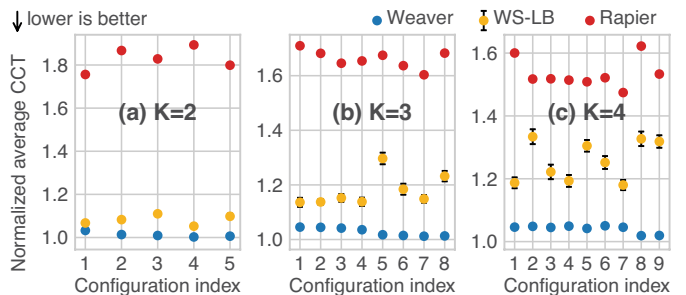 ↓ lower is better
Weaver WS-LB Rapier
Normalized average CCT
1.8
1.6
1.4
1.2
1.0
(a) K=2
1 2 3 4 5
Configuration index
1.6
1.4
1.2
1.0
(b) K=3
1 2 3 4 5 6 7 8
Configuration index
1.6
1.4
1.2
1.0
(c) K=4
1 2 3 4 5 6 7 8 9
Configuration index